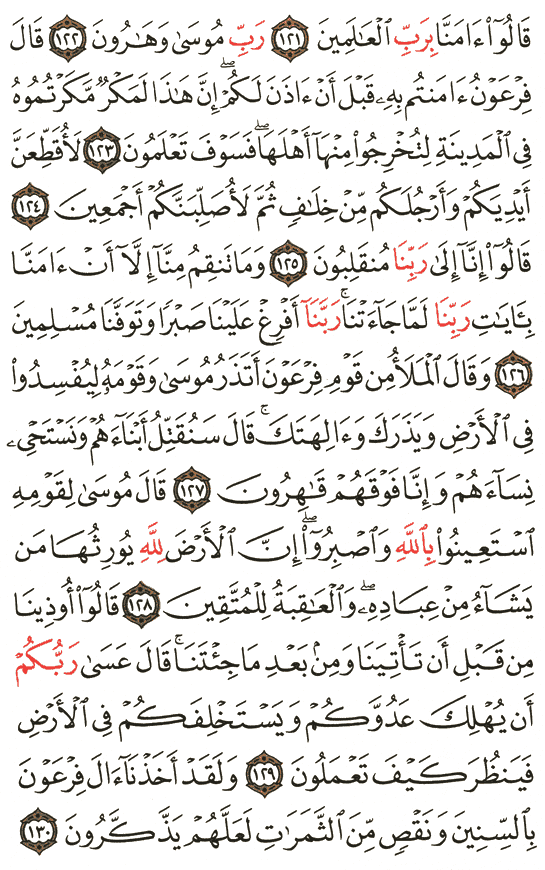 قَالُوٓاْ ءَامَنَّا بِرَبِّ ٱلۡعَٰلَمِينَ ١٢١ رَبِّ مُوسَىٰ وَهَٰرُونَ ١٢٢ قَالَ
فِرۡعَوۡنُ ءَامَنتُم بِهِۦ قَبۡلَ أَنۡ ءَاذَنَ لَكُمۡۖ إِنَّ هَٰذَا لَمَكۡرٞ مَّكَرۡتُمُوهُ
فِي ٱلۡمَدِينَةِ لِتُخۡرِجُواْ مِنۡهَآ أَهۡلَهَاۖ فَسَوۡفَ تَعۡلَمُونَ ١٢٣ لَأُقَطِّعَنَّ
أَيۡدِيَكُمۡ وَأَرۡجُلَكُم مِّنۡ خِلَٰفٖ ثُمَّ لَأُصَلِّبَنَّكُمۡ أَجۡمَعِينَ ١٢٤
قَالُوٓاْ إِنَّآ إِلَىٰ رَبِّنَا مُنقَلِبُونَ ١٢٥ وَمَا تَنقِمُ مِنَّآ إِلَّآ أَنۡ ءَامَنَّا
بِـَٔايَٰتِ رَبِّنَا لَمَّا جَآءَتۡنَاۚ رَبَّنَآ أَفۡرِغۡ عَلَيۡنَا صَبۡرٗا وَتَوَفَّنَا مُسۡلِمِينَ
١٢٦ وَقَالَ ٱلۡمَلَأُ مِن قَوۡمِ فِرۡعَوۡنَ أَتَذَرُ مُوسَىٰ وَقَوۡمَهُۥ لِيُفۡسِدُواْ
فِي ٱلۡأَرۡضِ وَيَذَرَكَ وَءَالِهَتَكَۚ قَالَ سَنُقَتِّلُ أَبۡنَآءَهُمۡ وَنَسۡتَحۡيِۦ
نِسَآءَهُمۡ وَإِنَّا فَوۡقَهُمۡ قَٰهِرُونَ ١٢٧ قَالَ مُوسَىٰ لِقَوۡمِهِ
ٱسۡتَعِينُواْ بِٱللَّهِ وَٱصۡبِرُوٓاْۖ إِنَّ ٱلۡأَرۡضَ لِلَّهِ يُورِثُهَا مَن
يَشَآءُ مِنۡ عِبَادِهِۦۖ وَٱلۡعَٰقِبَةُ لِلۡمُتَّقِينَ ١٢٨ قَالُوٓاْ أُوذِينَا
مِن قَبۡلِ أَن تَأۡتِيَنَا وَمِنۢ بَعۡدِ مَا جِئۡتَنَاۚ قَالَ عَسَىٰ رَبُّكُمۡ
أَن يُهۡلِكَ عَدُوَّكُمۡ وَيَسۡتَخۡلِفَكُمۡ فِي ٱلۡأَرۡضِ
فَيَنظُرَ كَيۡفَ تَعۡمَلُونَ ١٢٩ وَلَقَدۡ أَخَذۡنَآ ءَالَ فِرۡعَوۡنَ
بِٱلسِّنِينَ وَنَقۡصٖ مِّنَ ٱلثَّمَرَٰتِ لَعَلَّهُمۡ يَذَّكَّرُونَ ١٣٠